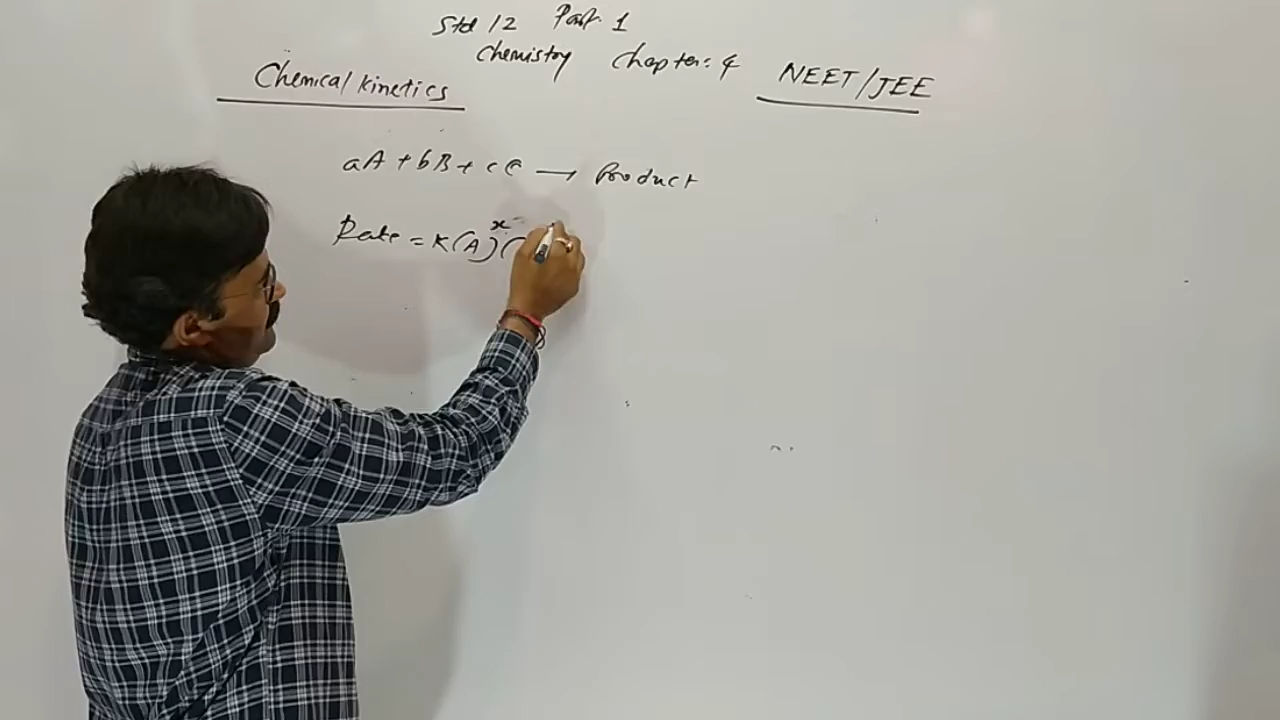 Std 12 Part 1
Chemistry Chapter: 4
Chemical kinetics
NEET/JEE
aA + bB + cC → Product
Rate = K(A)ˣ(